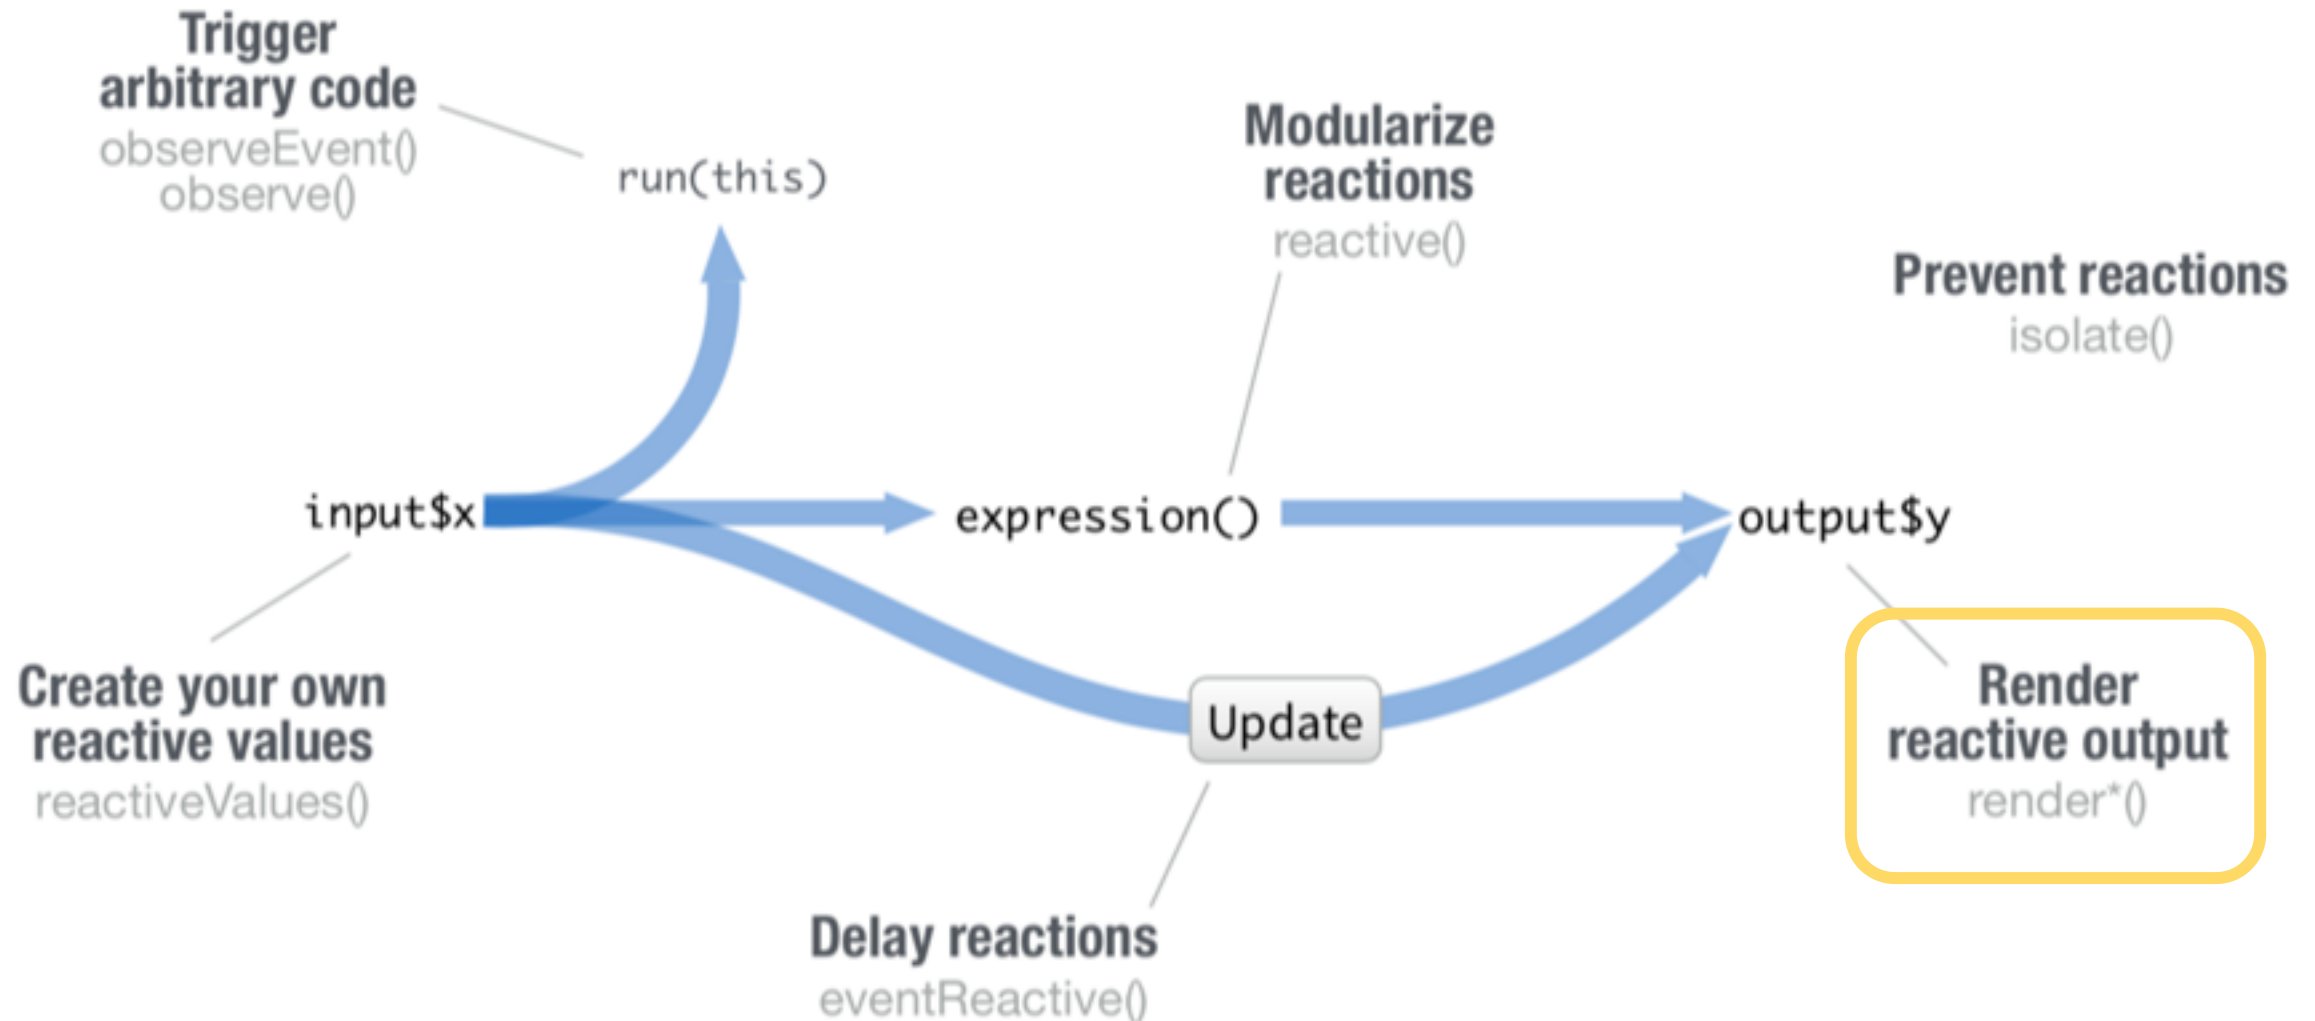 Trigger
arbitrary code
observeEvent()
observe()
run(this)
Modularize
reactions
reactive()
Prevent reactions
isolate()
input$x
expression()
output$y
Create your own
reactive values
reactiveValues()
Update
Render
reactive output
render*()
Delay reactions
eventReactive()